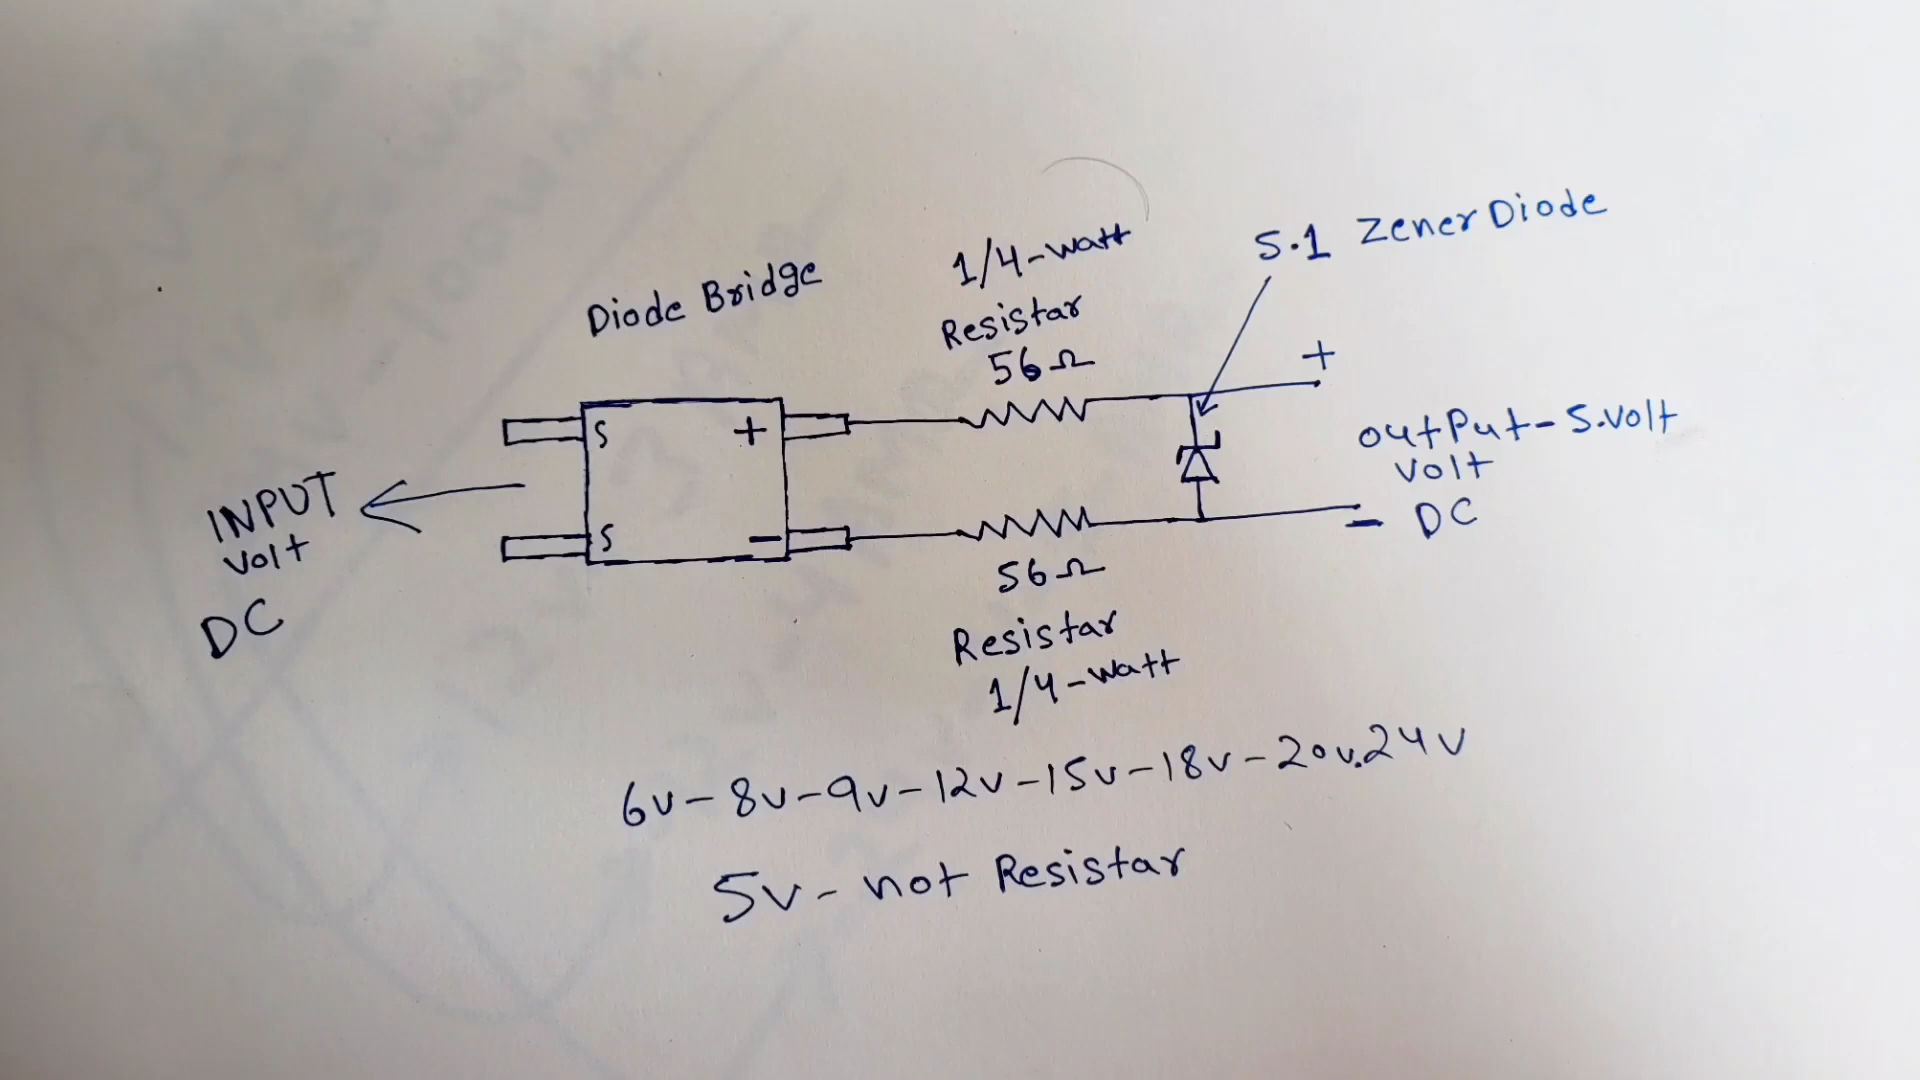 Diode Bridge
1/4-watt
Resistar
56Ω
5.1 Zener Diode
+
S +
S -
INPUT
Volt
DC
outPut-5.Volt
Volt
- DC
56Ω
Resistar
1/4-watt
6v-8v-9v-12v-15v-18v-20v.24v
5v-not Resistar